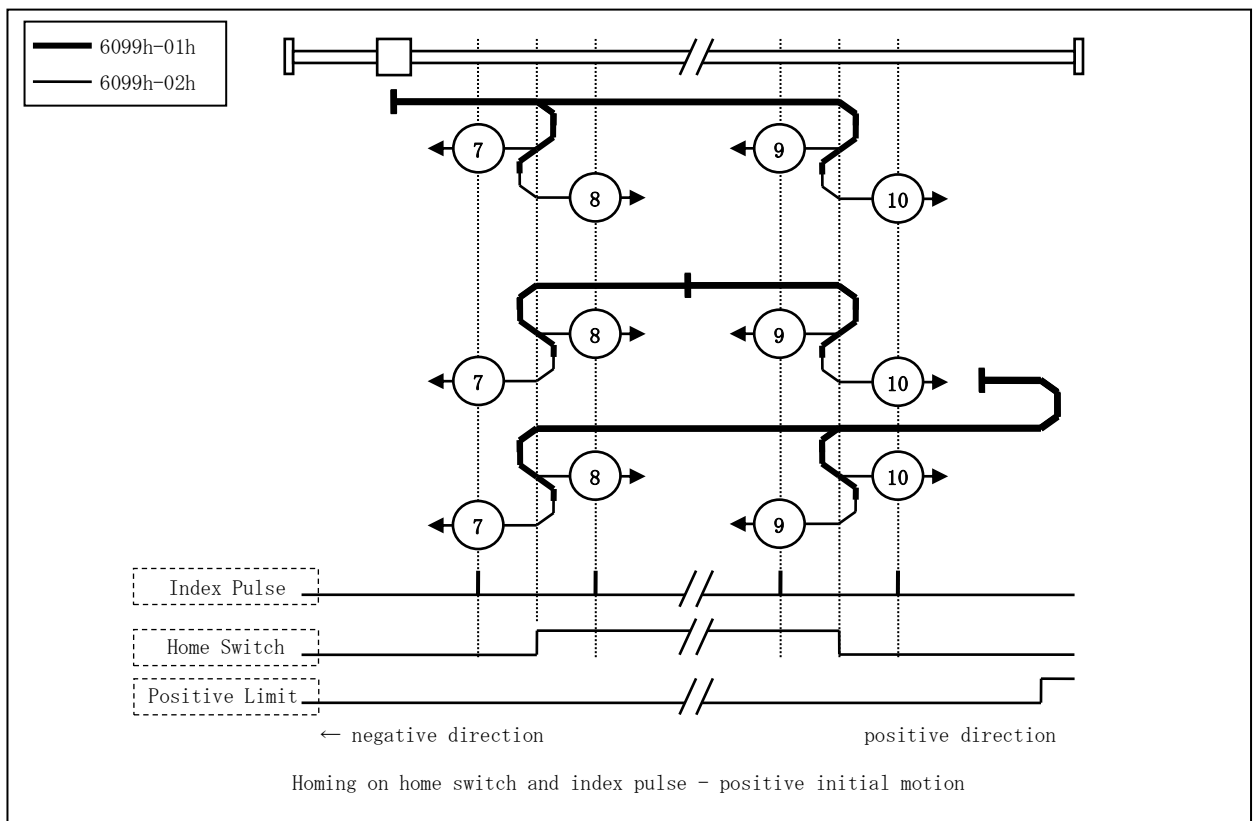 6099h-01h
6099h-02h
7
9
8
10
8
9
7
10
8
10
7
9
Index Pulse
Home Switch
Positive Limit
← negative direction
positive direction
Homing on home switch and index pulse - positive initial motion